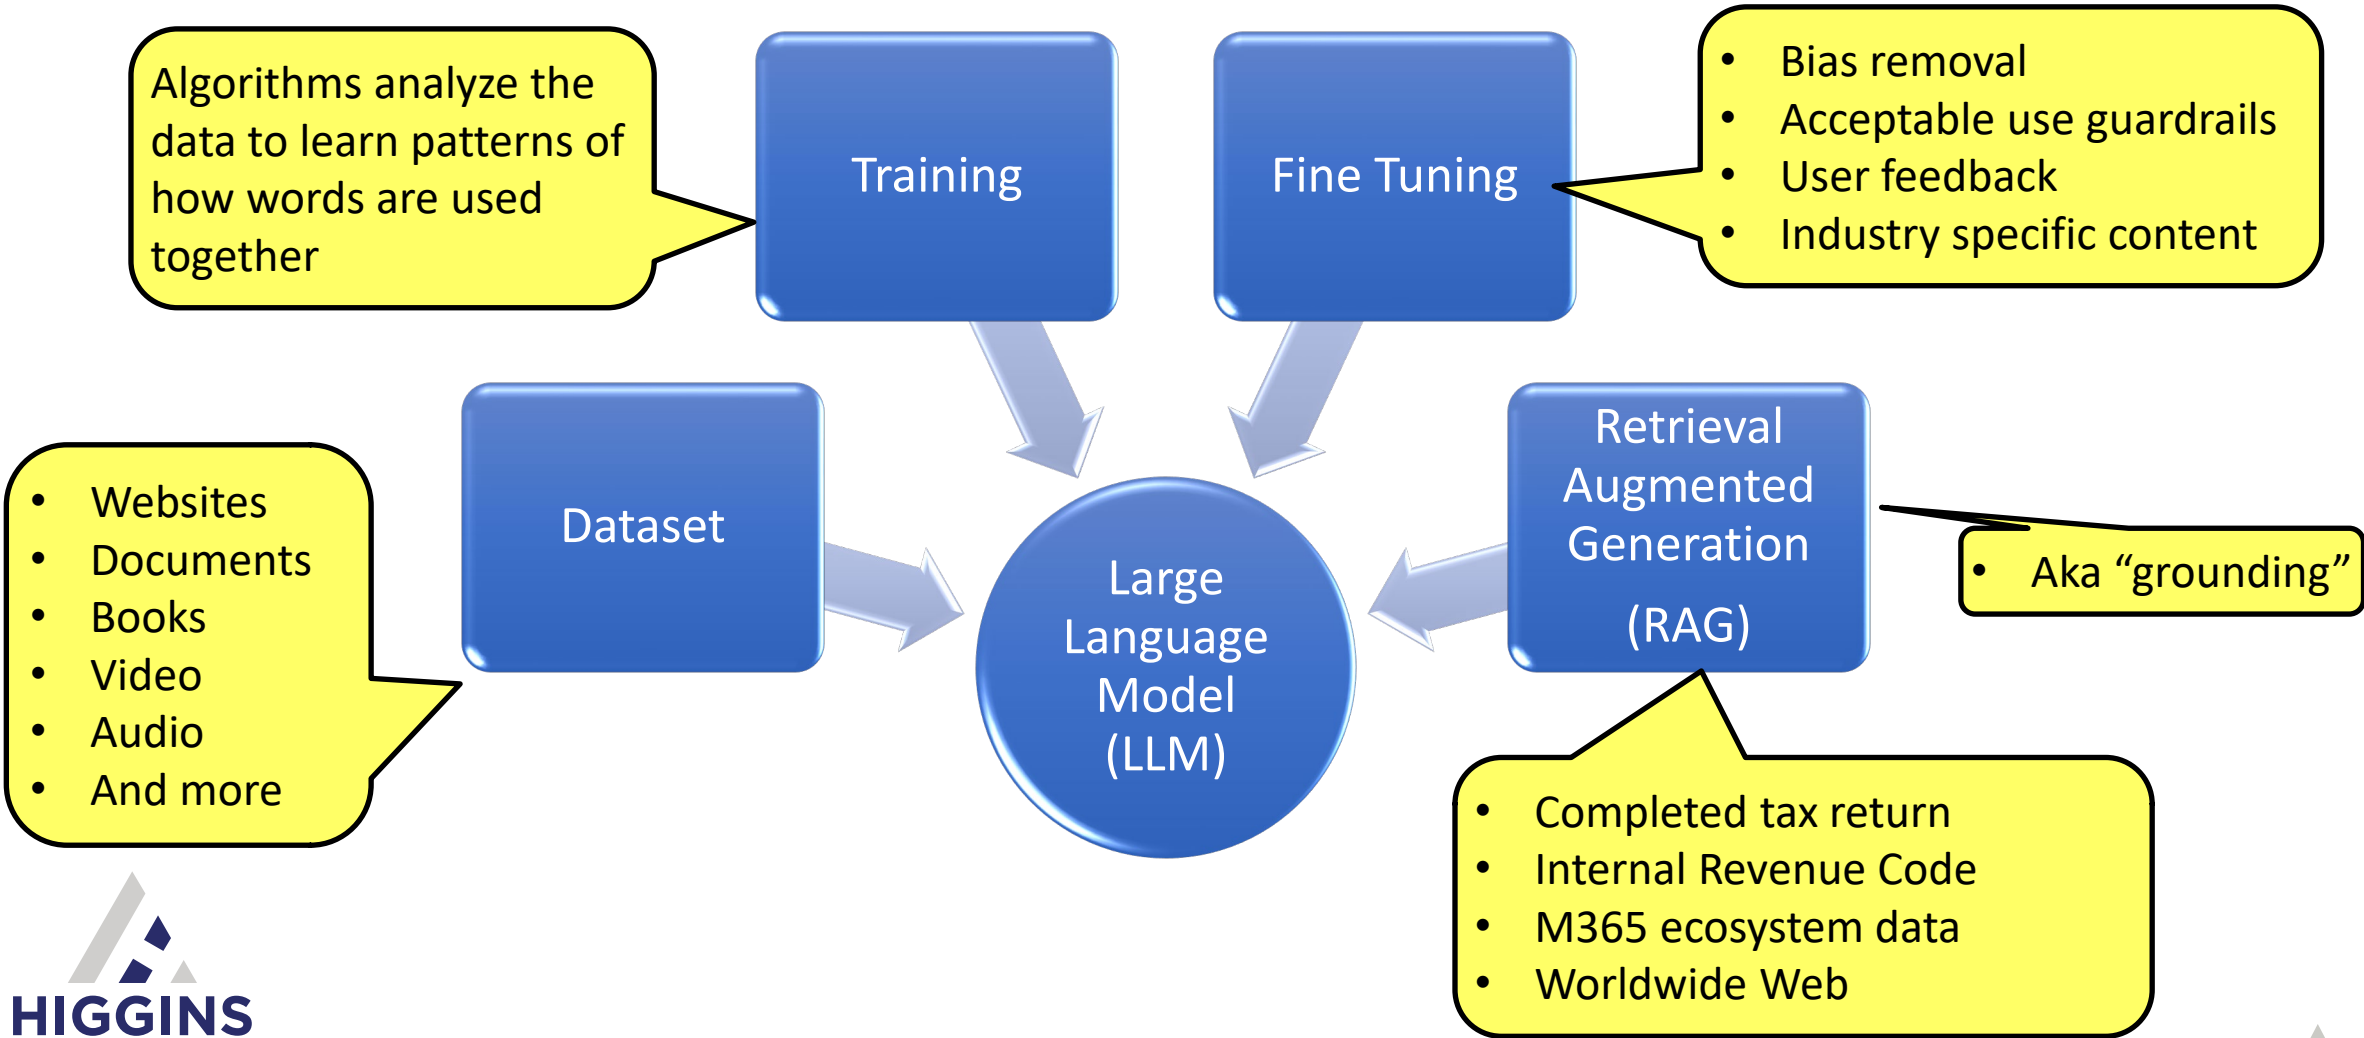 Algorithms analyze the
data to learn patterns of
how words are used
together
Training
Fine Tuning
• Bias removal
• Acceptable use guardrails
• User feedback
• Industry specific content
• Websites
• Documents
• Books
• Video
• Audio
• And more
Dataset
Large
Language
Model
(LLM)
Retrieval
Augmented
Generation
(RAG)
• Aka “grounding”
• Completed tax return
• Internal Revenue Code
• M365 ecosystem data
• Worldwide Web
HIGGINS